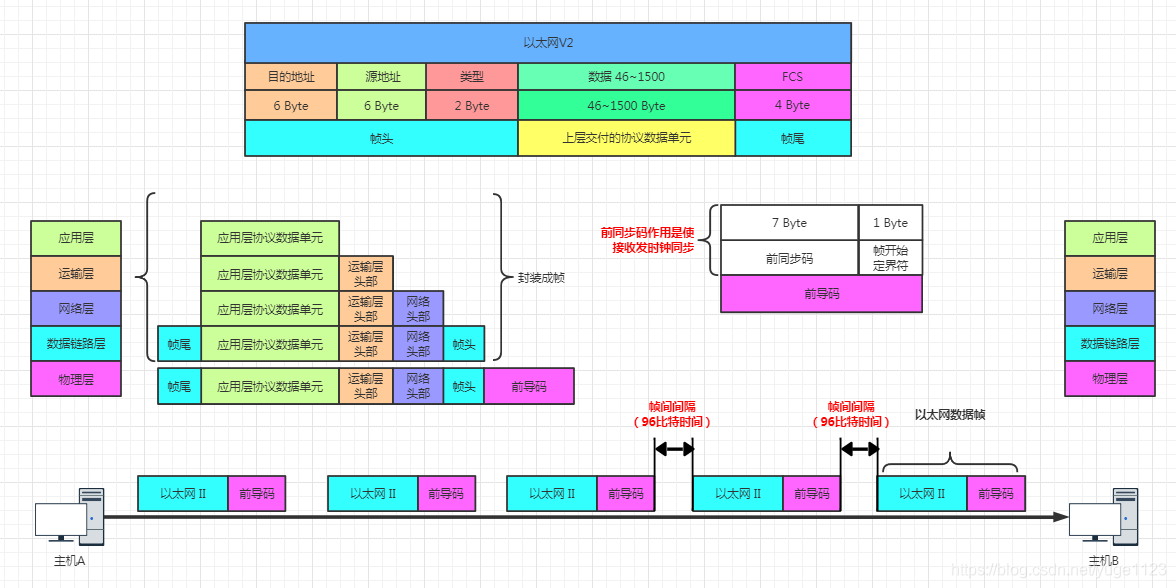 以太网V2
目的地址 源地址 类型 数据 46~1500 FCS
6 Byte 6 Byte 2 Byte 46~1500 Byte 4 Byte
帧头 上层交付的协议数据单元 帧尾
应用层
运输层
网络层
数据链路层
物理层
应用层协议数据单元
应用层协议数据单元 运输层
头部
应用层协议数据单元 运输层
头部 网络
头部
帧尾 应用层协议数据单元 运输层
头部 网络
头部 帧头
帧尾 应用层协议数据单元 运输层
头部 网络
头部 帧头 前导码
封装成帧
前同步码作用是使
接收发时钟同步
7 Byte 1 Byte
前同步码 帧开始
定界符
前导码
应用层
运输层
网络层
数据链路层
物理层
帧间间隔
(96比特时间)
帧间间隔
(96比特时间)
以太网数据帧
以太网 II 前导码 以太网 II 前导码 以太网 II 前导码 以太网 II 前导码 以太网 II 前导码
主机A
主机B
https://blog.csdn.net/yuge1123